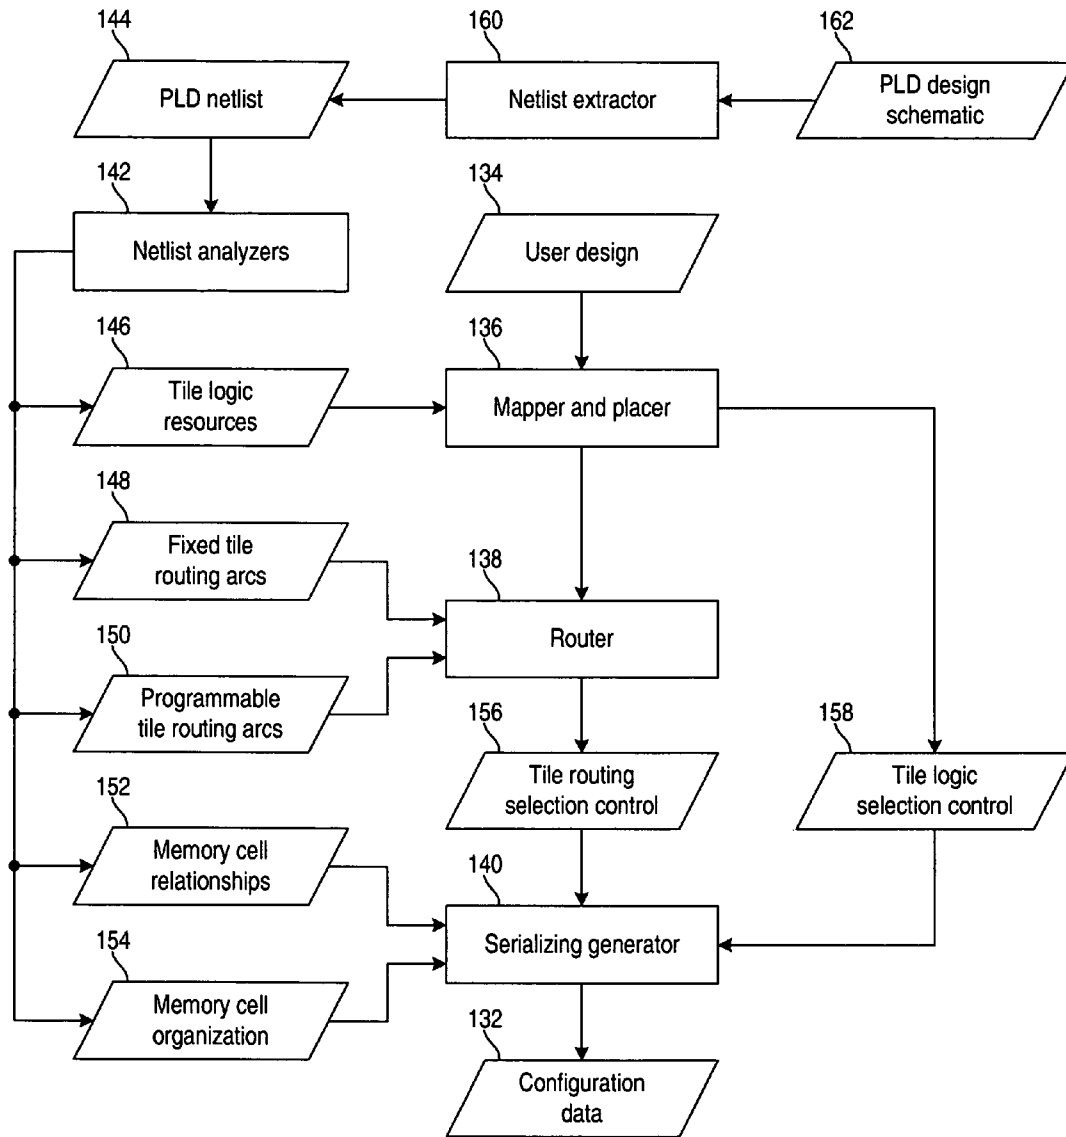 144
160
162
PLD netlist
Netlist extractor
PLD design
schematic
142
134
Netlist analyzers
User design
146
136
Tile logic
resources
Mapper and placer
148
Fixed tile
routing arcs
138
Router
150
Programmable
tile routing arcs
156
158
Tile routing
selection control
Tile logic
selection control
152
Memory cell
relationships
140
Serializing generator
154
Memory cell
organization
132
Configuration
data